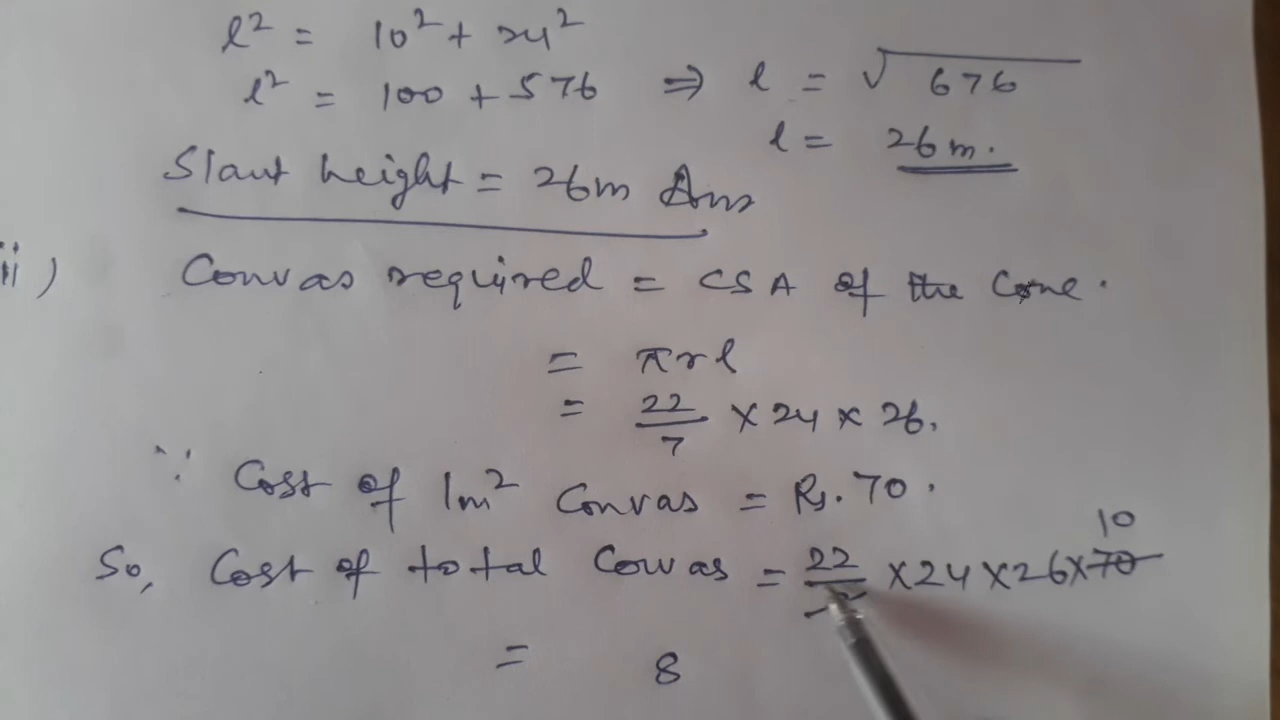 l² = 10² + 24²
l² = 100 + 576 ⇒ l = √676
l = 26m.
Slant height = 26m Ans
ii) Convas required = CSA of the Cone.
= πrl
= 22/7 × 24 × 26.
∵ Cost of 1m² Convas = Rs. 70.
So, Cost of total Convas = 22/7 × 24 × 26 × 70 10
= 8